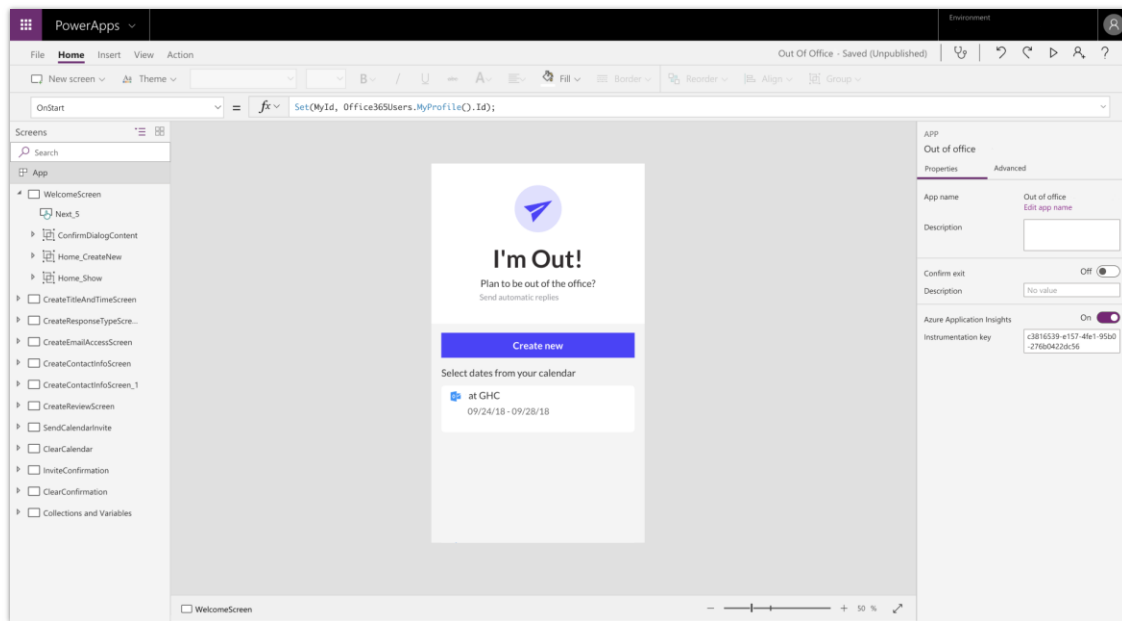 PowerApps
Environment
File Home Insert View Action
Out Of Office - Saved (Unpublished)
?
New screen Theme
B / U abc A Fill Border Reorder Align Group
OnStart = fx Set(MyId, Office365Users.MyProfile().Id);
Screens
Search
App
WelcomeScreen
Next_5
ConfirmDialogContent
Home_CreateNew
Home_Show
CreateTitleAndTimeScreen
CreateResponseTypeScre...
CreateEmailAccessScreen
CreateContactInfoScreen
CreateContactInfoScreen_1
CreateReviewScreen
SendCalendarInvite
ClearCalendar
InviteConfirmation
ClearConfirmation
Collections and Variables
I'm Out!
Plan to be out of the office?
Send automatic replies
Create new
Select dates from your calendar
at GHC
09/24/18 - 09/28/18
APP
Out of office
Properties Advanced
App name Out of office
Edit app name
Description
Confirm exit Off
Description No value
Azure Application Insights On
Instrumentation key c3816539-e157-4fe1-95b0
-276b0422dc56
WelcomeScreen
− + 50 %